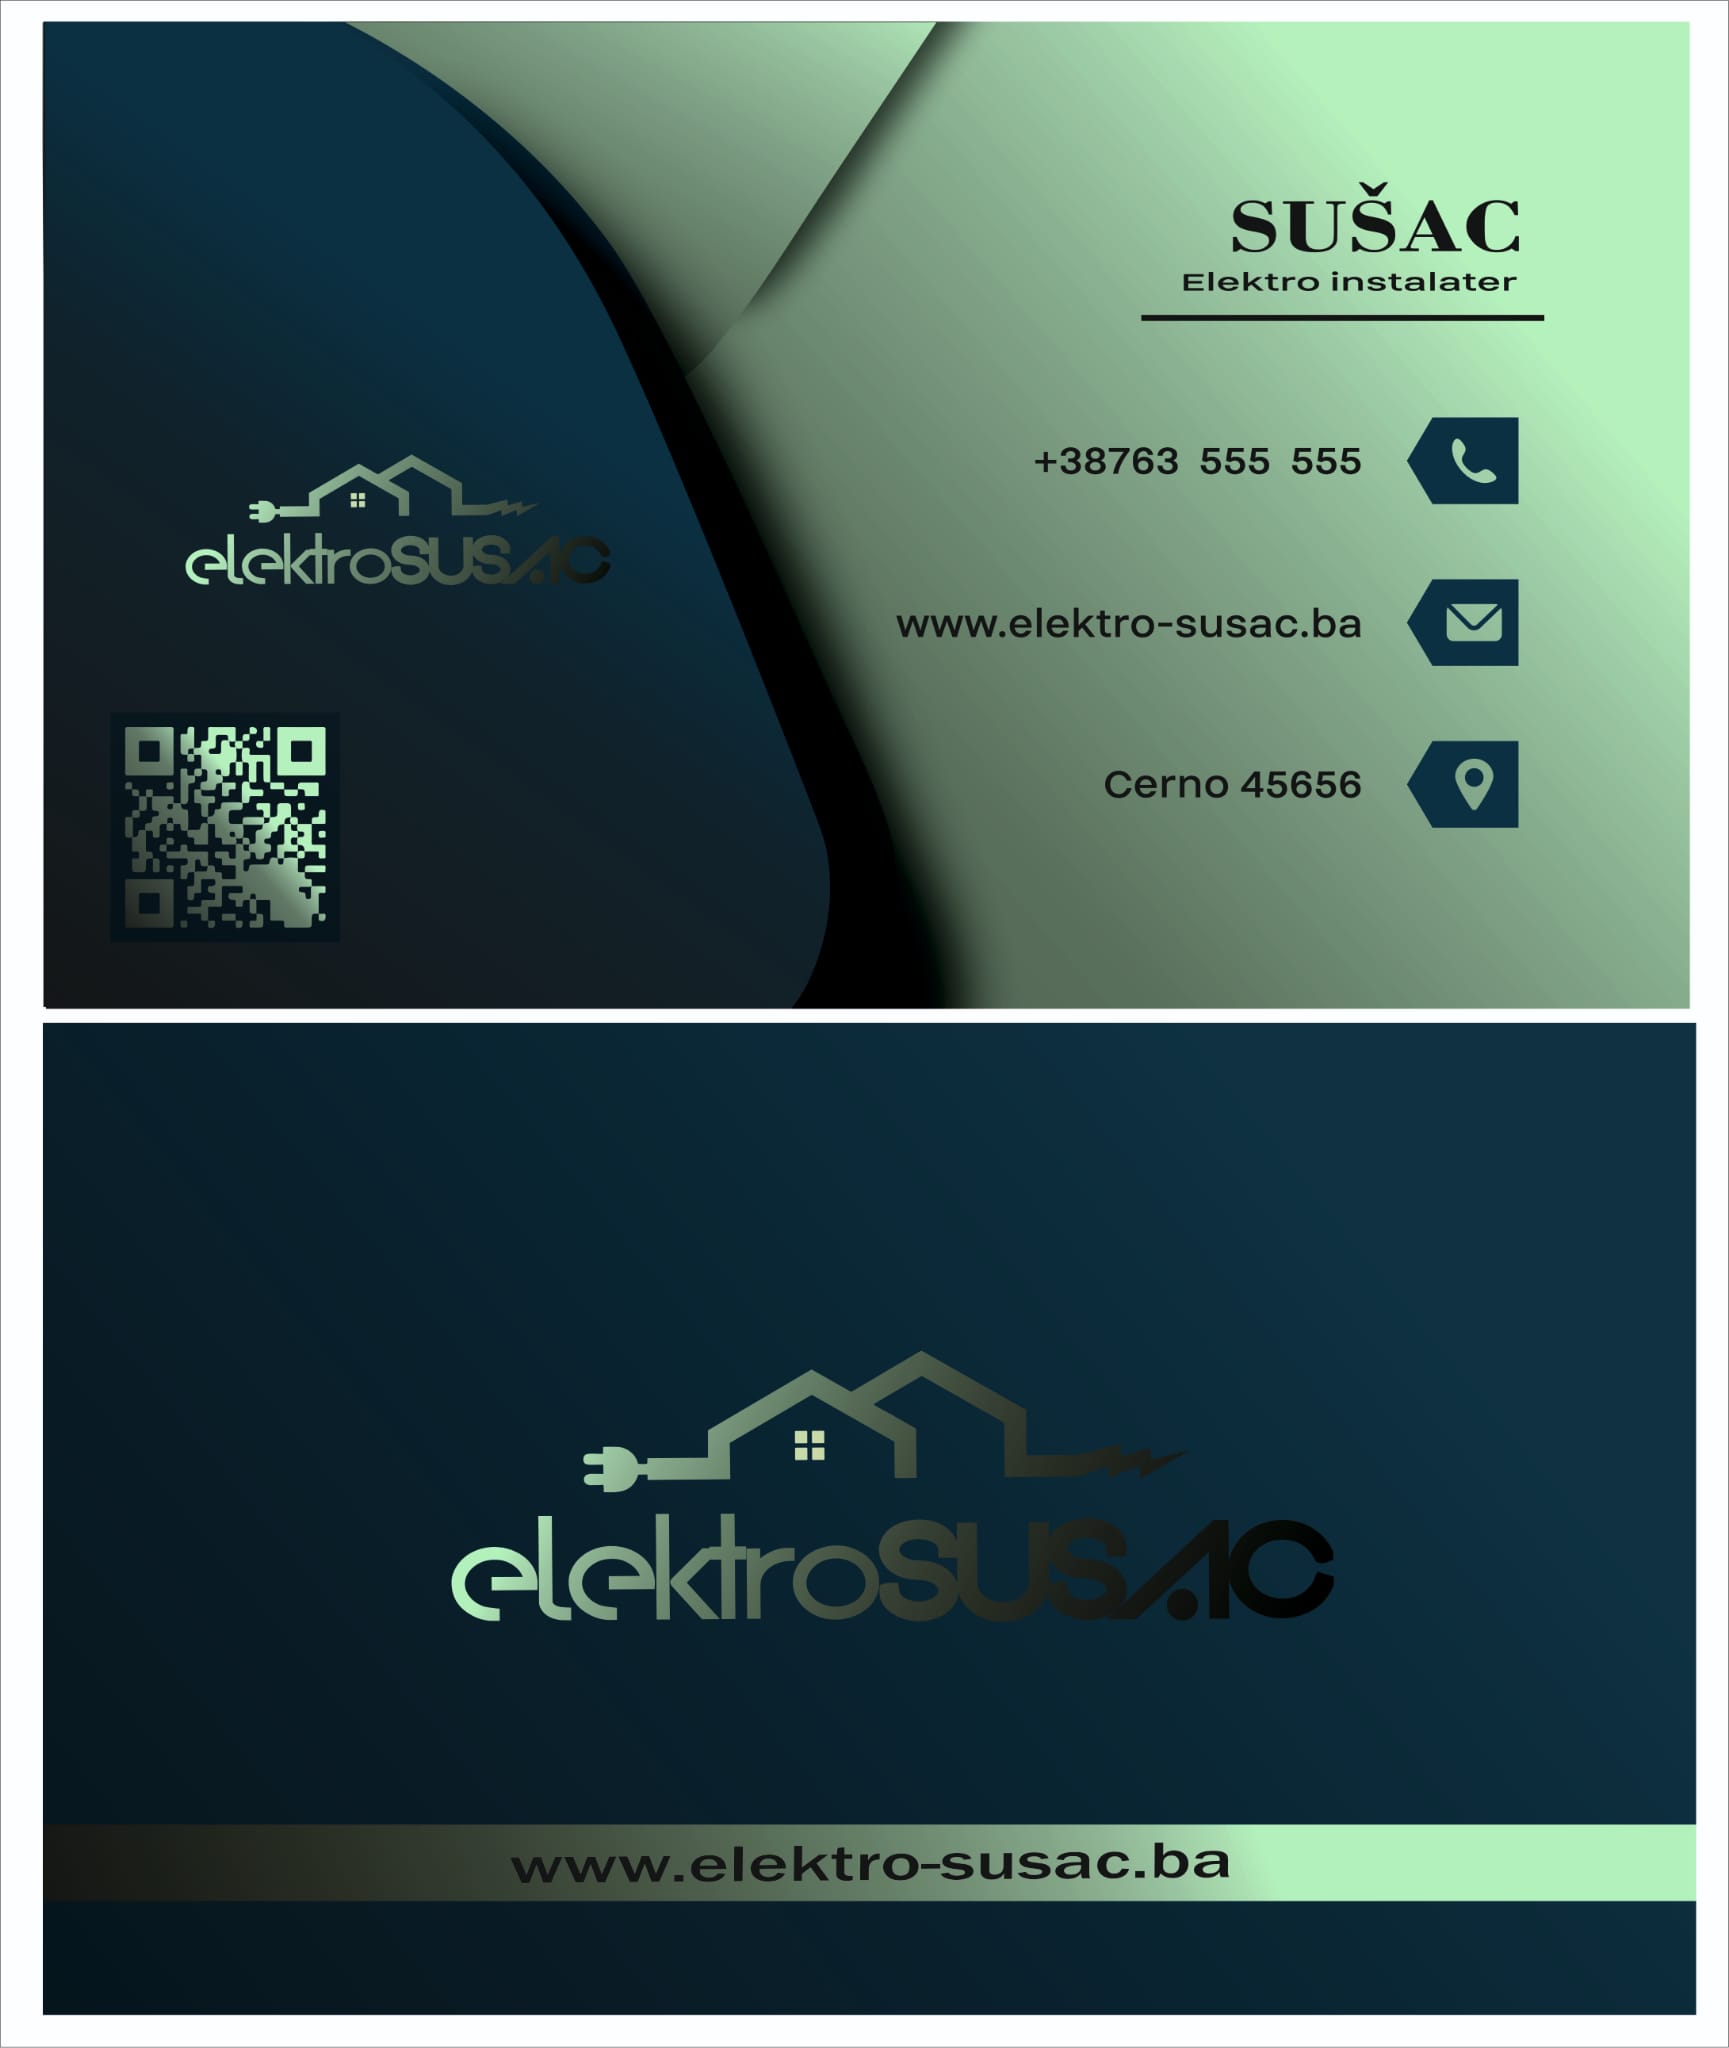 SUŠAC
Elektro instalater
+38763 555 555
www.elektro-susac.ba
Cerno 45656
elektroSUSAC
elektroSUSAC
www.elektro-susac.ba